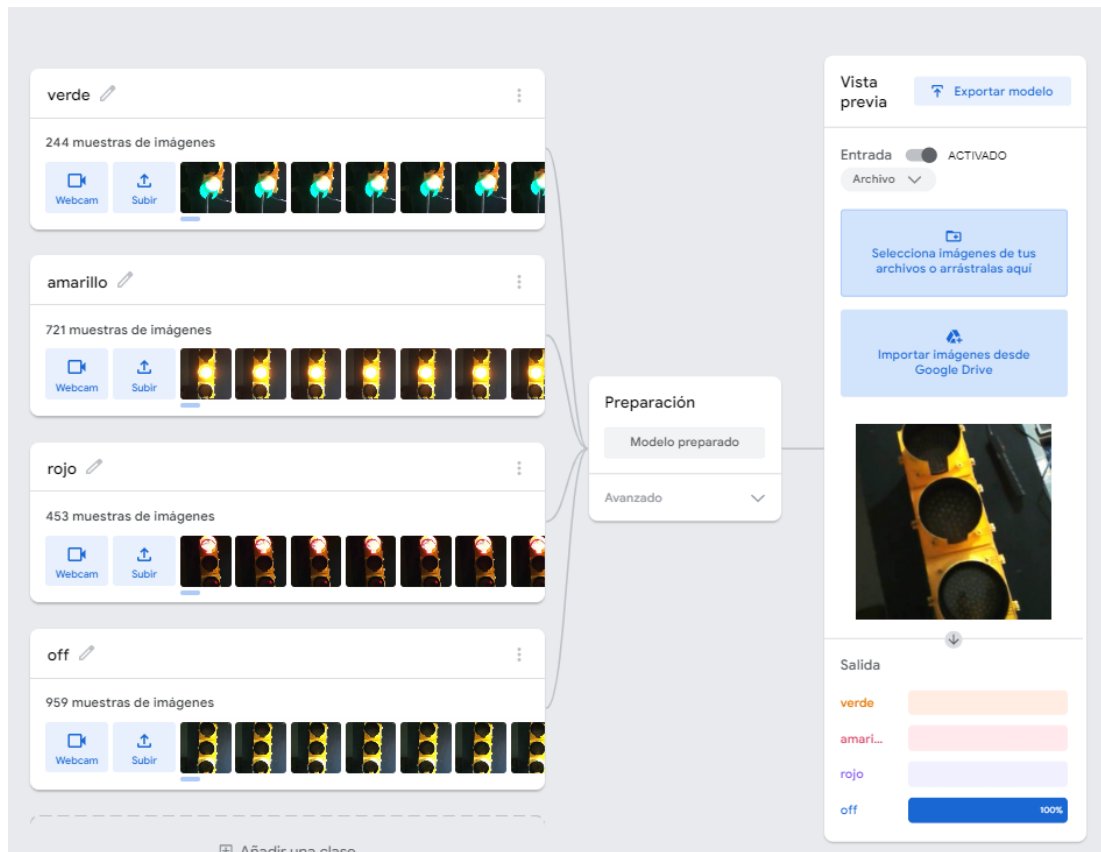 verde
244 muestras de imágenes
Webcam
Subir
amarillo
721 muestras de imágenes
Webcam
Subir
rojo
453 muestras de imágenes
Webcam
Subir
off
959 muestras de imágenes
Webcam
Subir
Añadir una clase
Preparación
Modelo preparado
Avanzado
Vista
previa
Exportar modelo
Entrada
ACTIVADO
Archivo
Selecciona imágenes de tus
archivos o arrástralas aquí
Importar imágenes desde
Google Drive
Salida
verde
amari...
rojo
off
100%